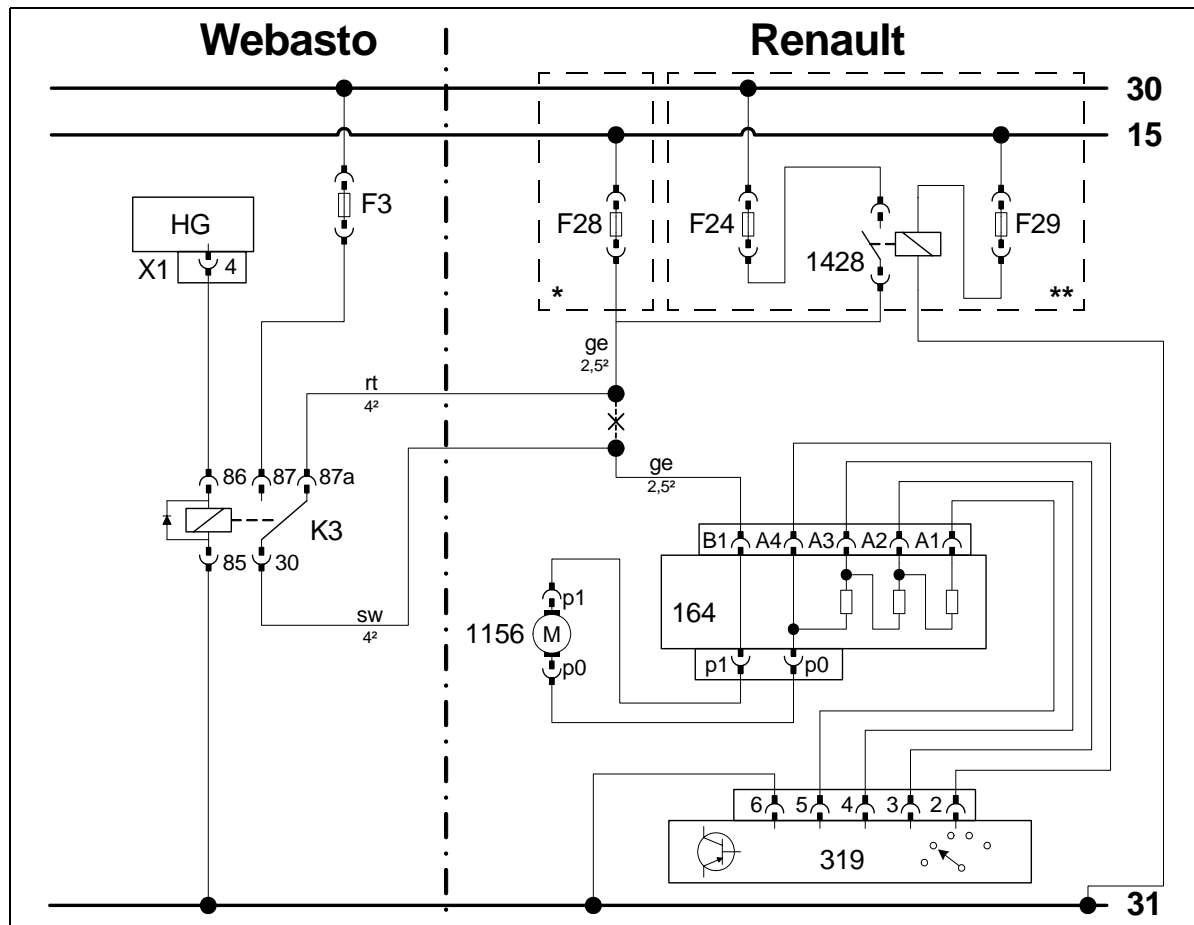 Webasto
Renault
30
15
F3
HG
F28
F24
F29
1428
X1
4
*
**
ge
2,5²
rt
4²
ge
2,5²
86
87
87a
K3
85
30
B1
A4
A3
A2
A1
p1
164
sw
4²
1156
M
p0
p1
p0
6
5
4
3
2
319
31